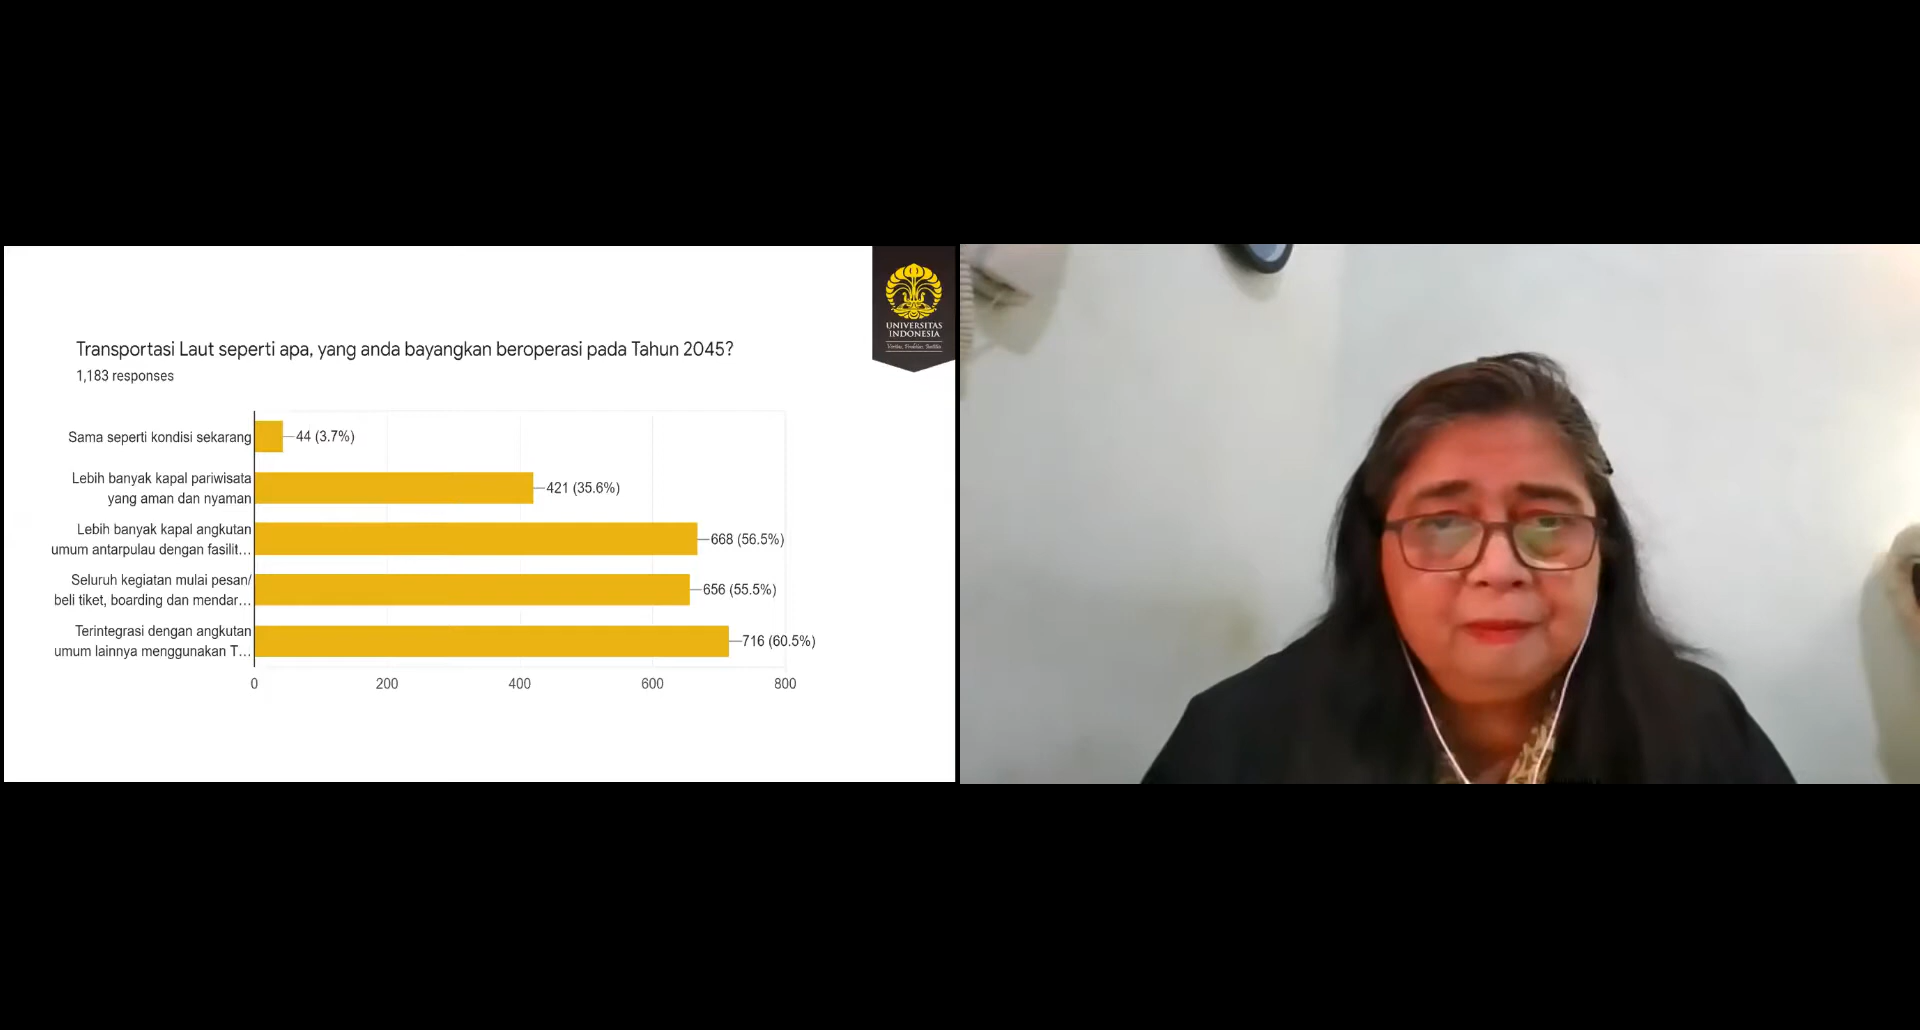 UNIVERSITAS
INDONESIA
Transportasi Laut seperti apa, yang anda bayangkan beroperasi pada Tahun 2045?
1,183 responses
Sama seperti kondisi sekarang
44 (3.7%)
Lebih banyak kapal pariwisata
yang aman dan nyaman
421 (35.6%)
Lebih banyak kapal angkutan
umum antarpulau dengan fasilit...
668 (56.5%)
Seluruh kegiatan mulai pesan/
beli tiket, boarding dan mendar...
656 (55.5%)
Terintegrasi dengan angkutan
umum lainnya menggunakan T...
716 (60.5%)
0 200 400 600 800